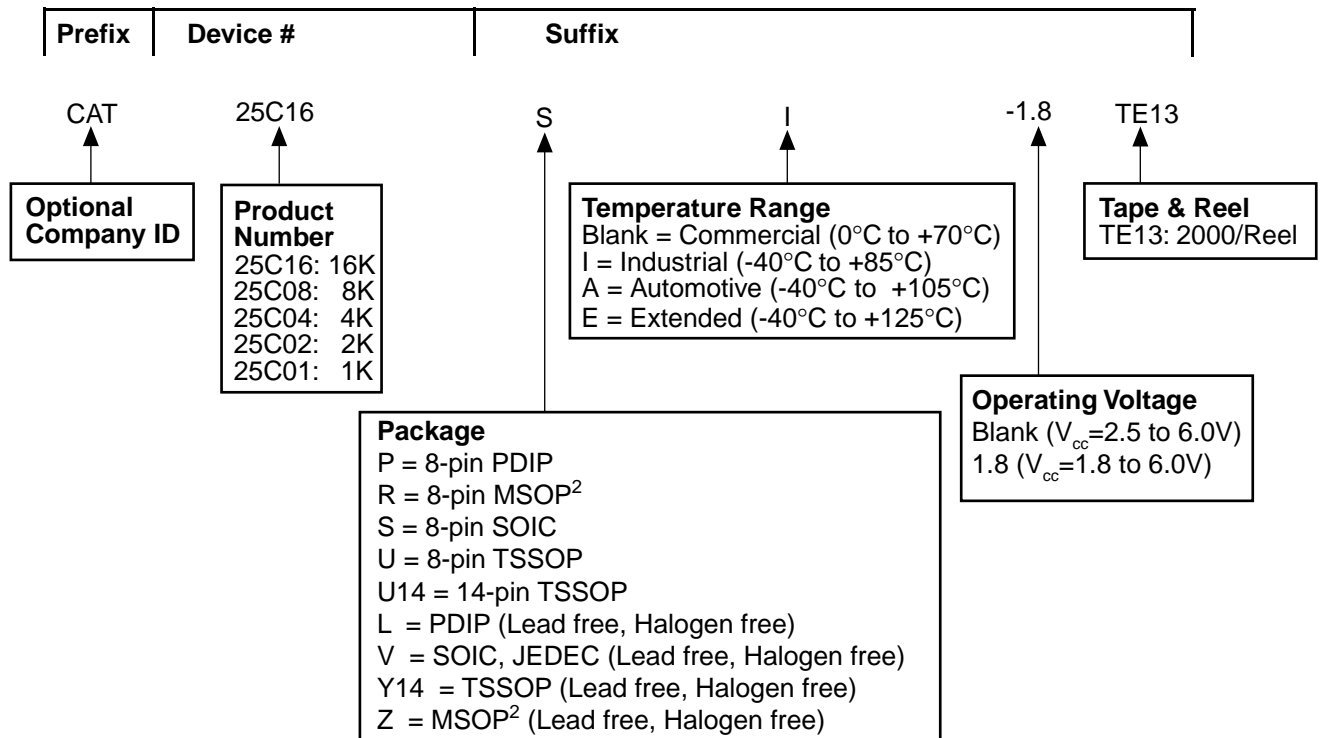 Prefix Device # Suffix
CAT 25C16 S I -1.8 TE13
Optional
Company ID
Product
Number
25C16: 16K
25C08: 8K
25C04: 4K
25C02: 2K
25C01: 1K
Temperature Range
Blank = Commercial (0°C to +70°C)
I = Industrial (-40°C to +85°C)
A = Automotive (-40°C to +105°C)
E = Extended (-40°C to +125°C)
Tape & Reel
TE13: 2000/Reel
Operating Voltage
Blank (Vcc=2.5 to 6.0V)
1.8 (Vcc=1.8 to 6.0V)
Package
P = 8-pin PDIP
R = 8-pin MSOP²
S = 8-pin SOIC
U = 8-pin TSSOP
U14 = 14-pin TSSOP
L = PDIP (Lead free, Halogen free)
V = SOIC, JEDEC (Lead free, Halogen free)
Y14 = TSSOP (Lead free, Halogen free)
Z = MSOP² (Lead free, Halogen free)